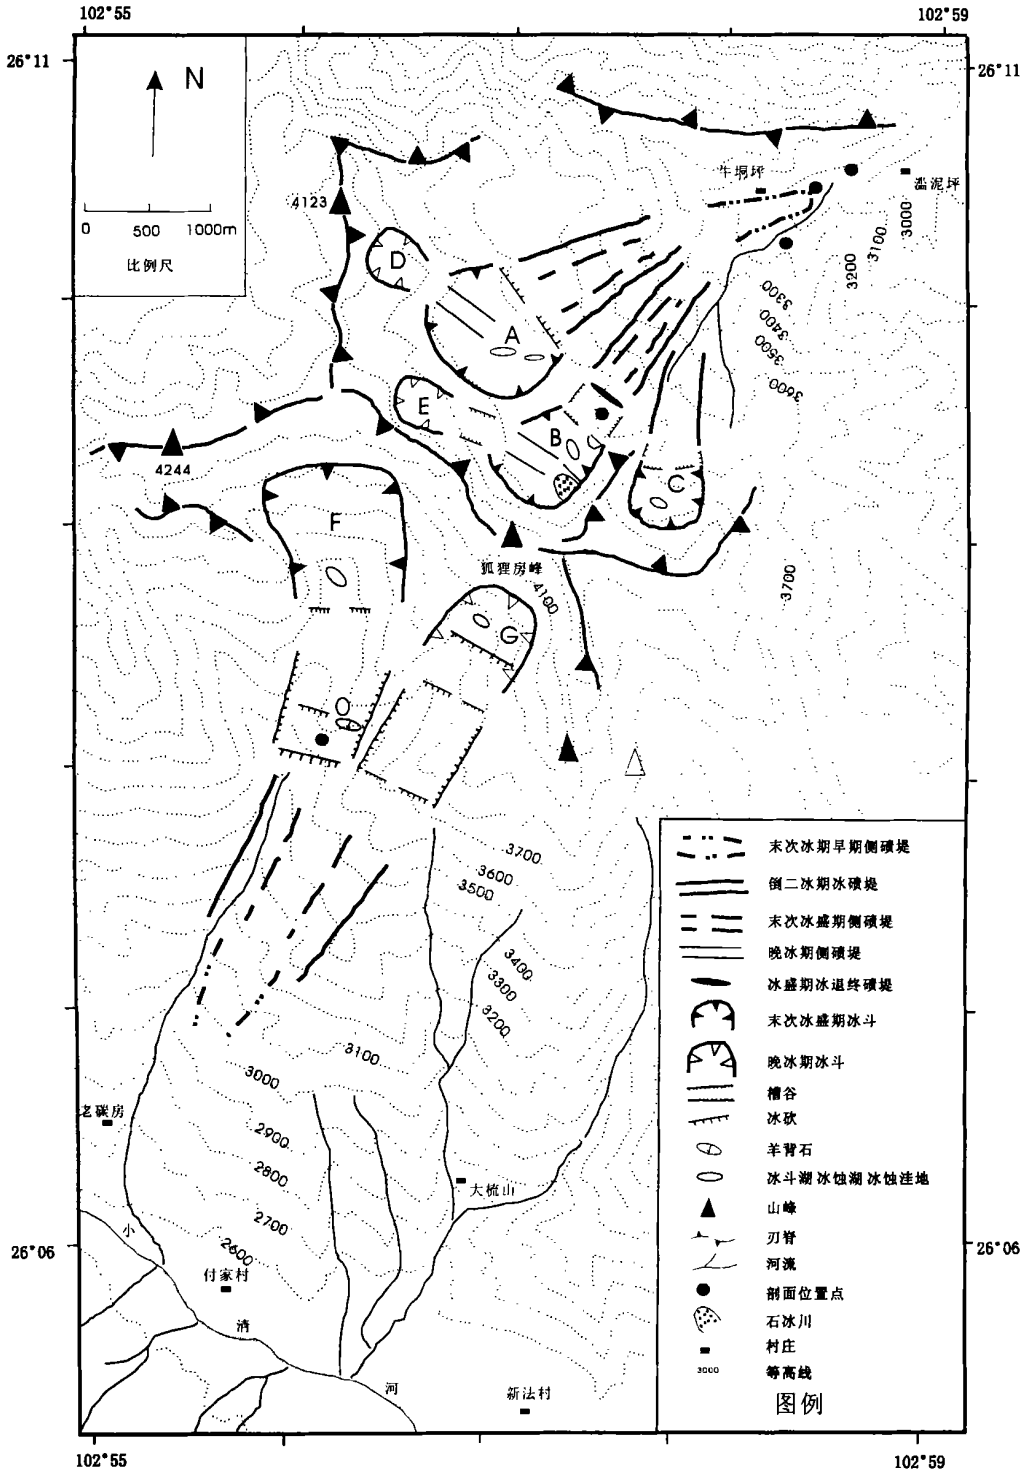 102°55
102°59
26°11
26°11
N
0 500 1000m
比例尺
4123
牛垌坪
滥泥坪
3000
3100
3200
3300
3400
3500
3600
D
A
E
B
C
4244
F
狐狸房峰
4100
G
3700
3700
3600
3500
3400
3300
3200
3100
3000
2900
2800
2700
2600
老碳房
大梳山
小
清
河
付家村
新法村
26°06
26°06
末次冰期早期侧碛堤
倒二冰期冰碛堤
末次冰盛期侧碛堤
晚冰期侧碛堤
冰盛期冰退终碛堤
末次冰盛期冰斗
晚冰期冰斗
槽谷
冰砍
羊背石
冰斗湖 冰蚀湖 冰蚀洼地
山峰
刃脊
河流
剖面位置点
石冰川
村庄
3000 等高线
图例
102°55
102°59